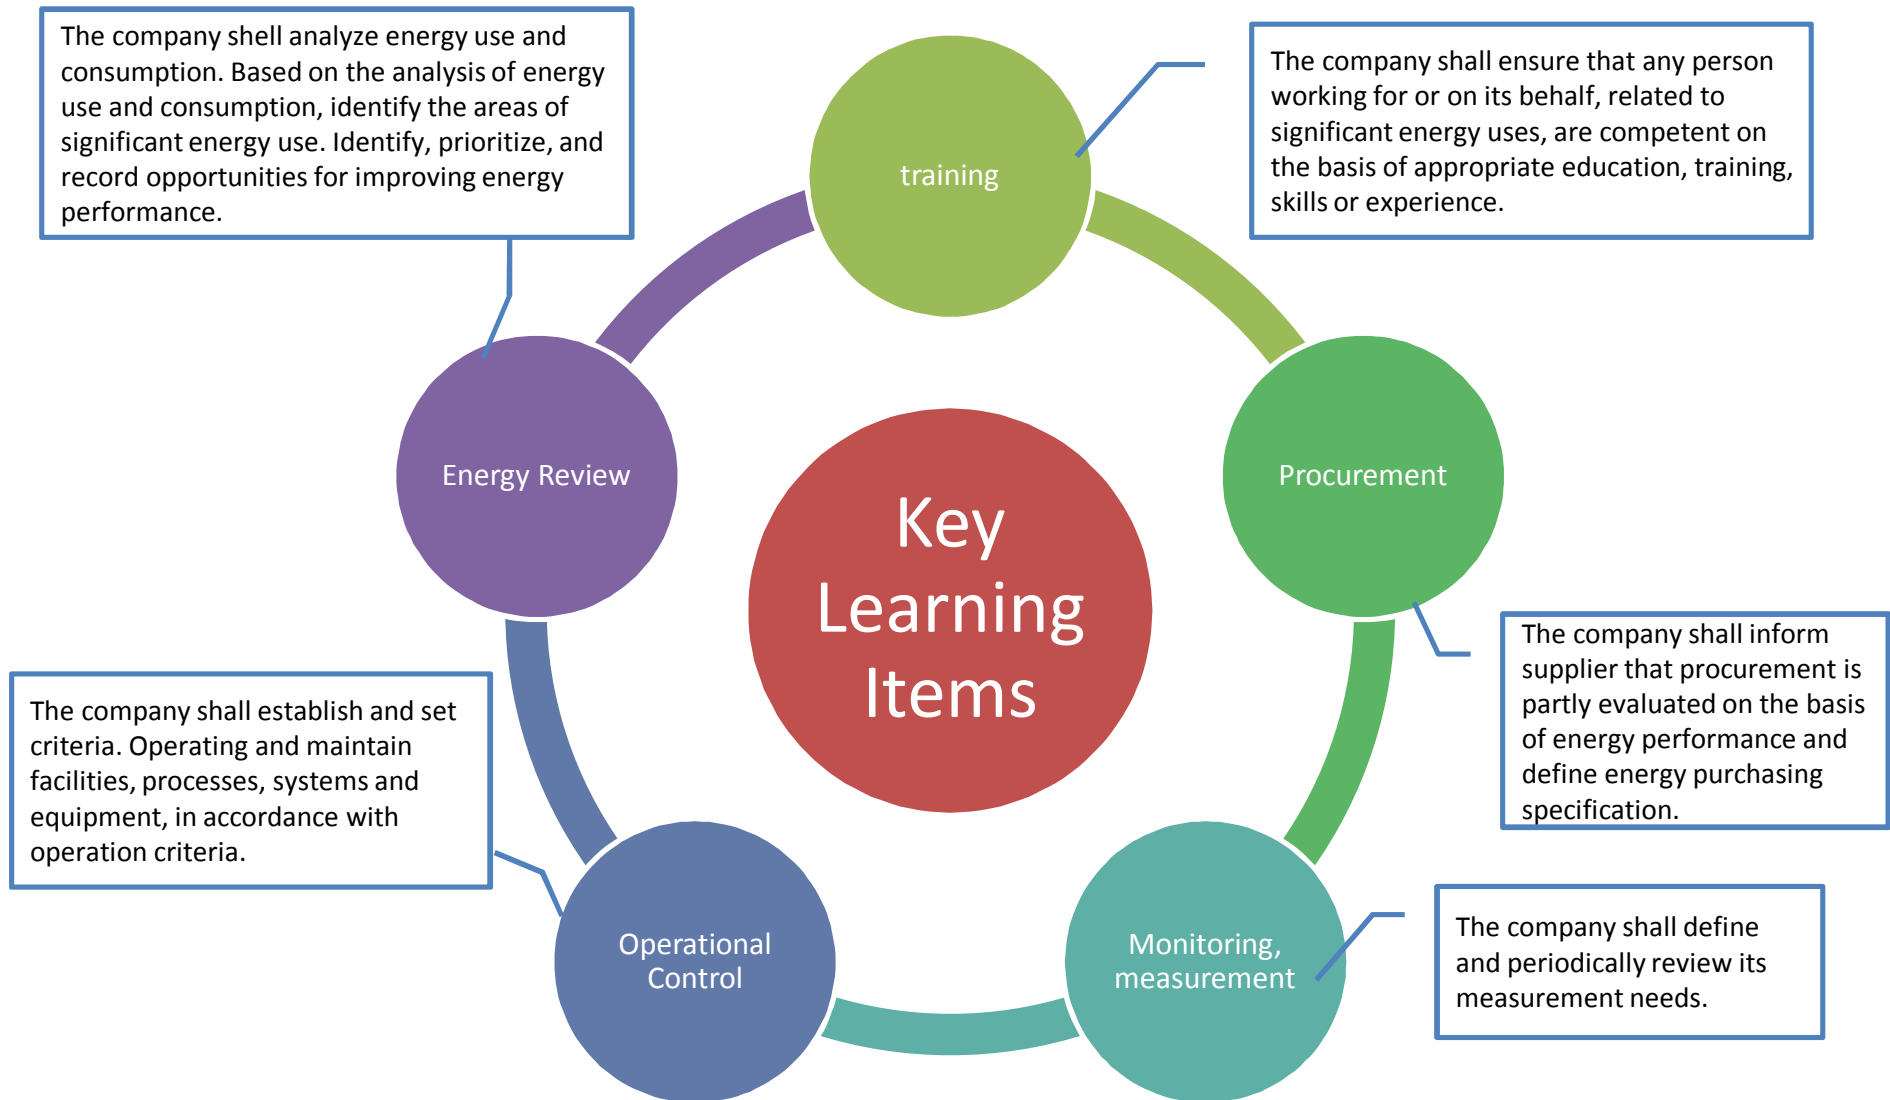 The company shell analyze energy use and
consumption. Based on the analysis of energy
use and consumption, identify the areas of
significant energy use. Identify, prioritize, and
record opportunities for improving energy
performance.
training
The company shall ensure that any person
working for or on its behalf, related to
significant energy uses, are competent on
the basis of appropriate education, training,
skills or experience.
Energy Review
Procurement
Key
Learning
Items
The company shall inform
supplier that procurement is
partly evaluated on the basis
of energy performance and
define energy purchasing
specification.
The company shall establish and set
criteria. Operating and maintain
facilities, processes, systems and
equipment, in accordance with
operation criteria.
Operational
Control
Monitoring,
measurement
The company shall define
and periodically review its
measurement needs.